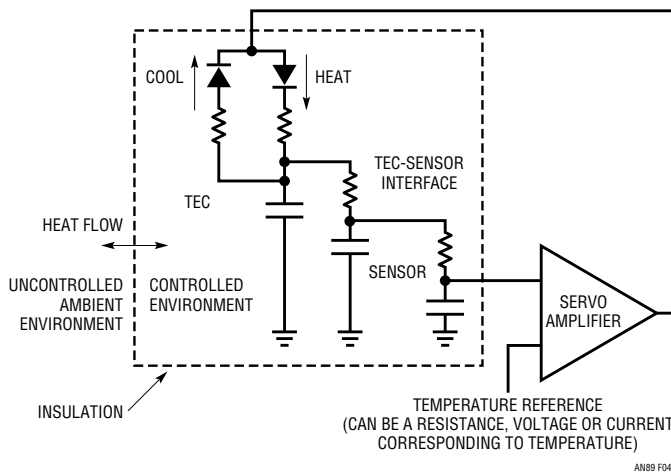 COOL
HEAT
TEC-SENSOR
INTERFACE
TEC
HEAT FLOW
SENSOR
UNCONTROLLED
AMBIENT
ENVIRONMENT
CONTROLLED
ENVIRONMENT
SERVO
AMPLIFIER
INSULATION
TEMPERATURE REFERENCE
(CAN BE A RESISTANCE, VOLTAGE OR CURRENT
CORRESPONDING TO TEMPERATURE)
AN89 F04